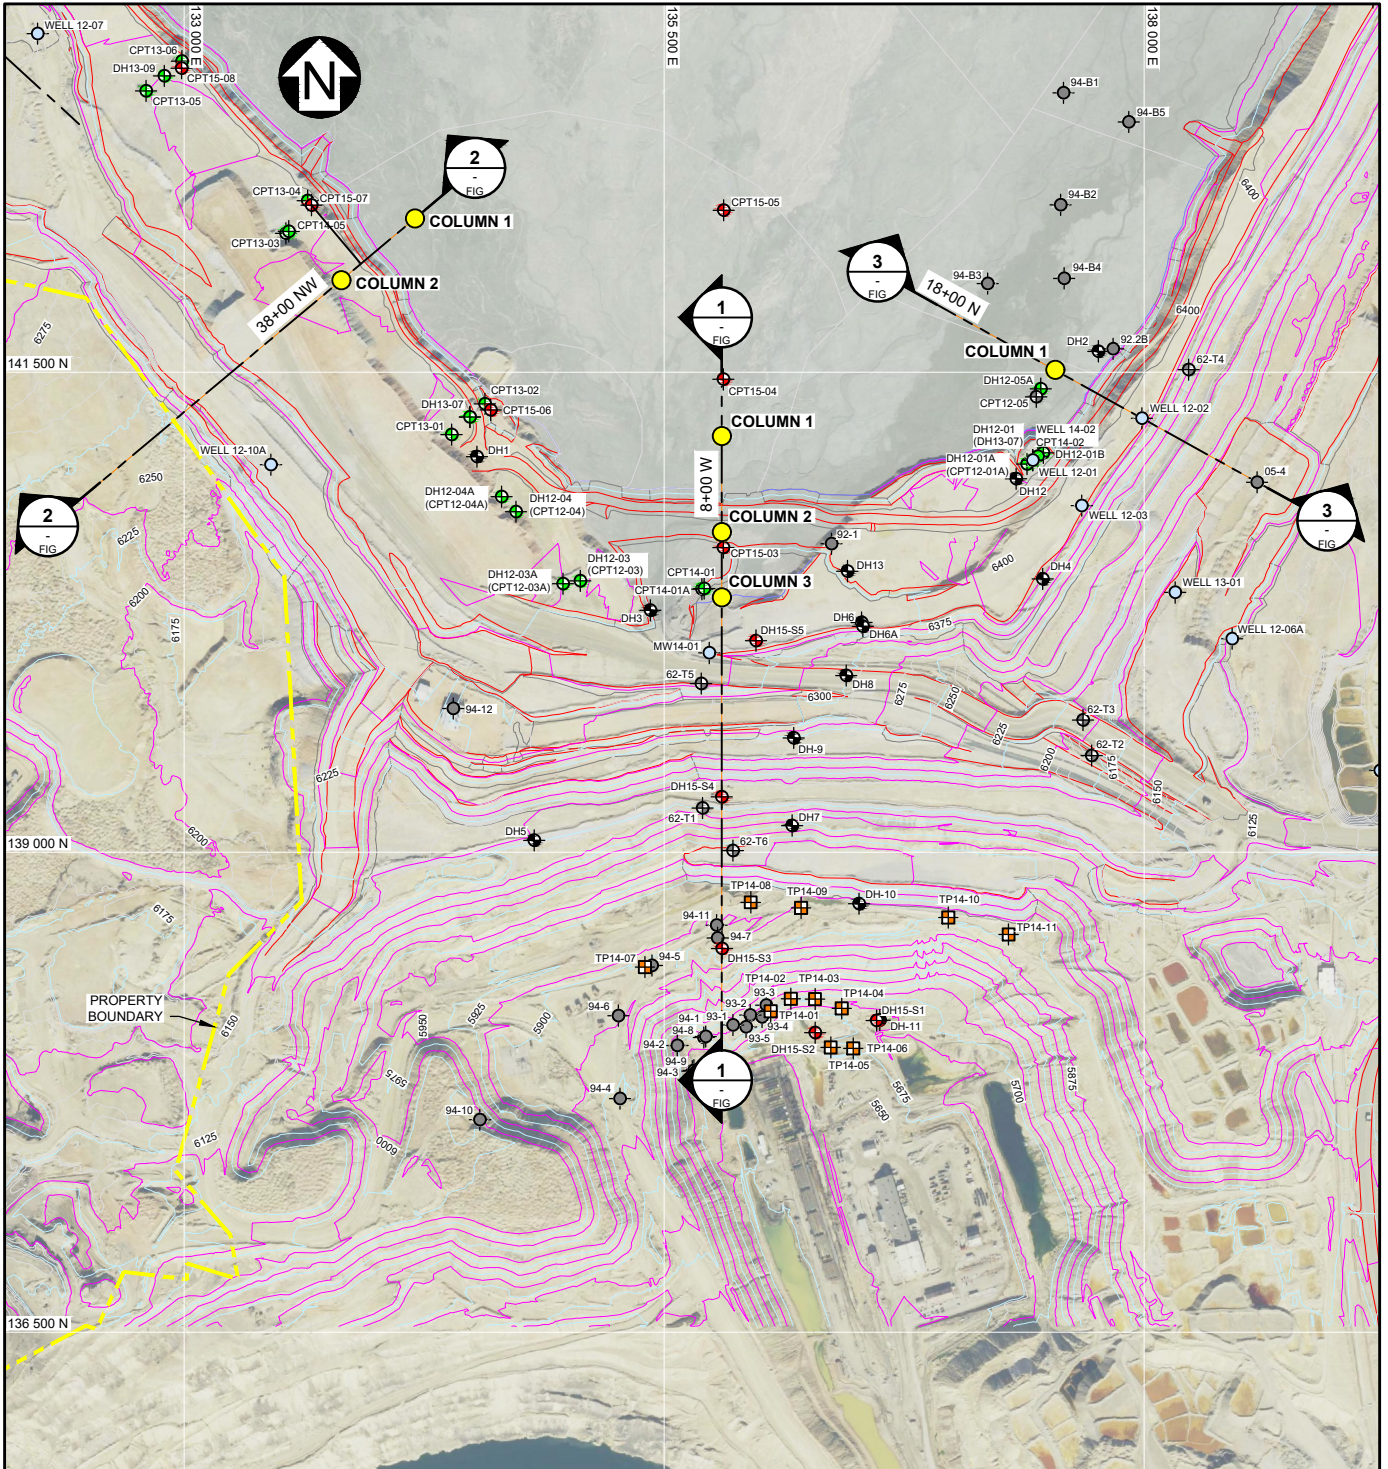 133 000 E
135 500 E
138 000 E
WELL 12-07
CPT13-06
DH13-09
CPT15-08
CPT13-05
N
94-B1
94-B5
2
-
FIG
CPT13-04
CPT15-07
CPT14-05
CPT13-03
COLUMN 1
CPT15-05
94-B2
6400
3
-
FIG
94-B3
94-B4
18+00 N
COLUMN 2
38+00 NW
1
-
FIG
6400
6275
141 500 N
COLUMN 1
DH2
92.2B
62-T4
CPT15-04
DH12-05A
CPT12-05
CPT13-02
DH13-07
CPT15-06
CPT13-01
COLUMN 1
WELL 12-02
DH12-01
(DH13-07)
WELL 14-02
CPT14-02
DH12-01B
DH12-01A
(CPT12-01A)
WELL 12-01
DH12
WELL 12-10A
DH1
8+00 W
6250
05-4
DH12-04A
(CPT12-04A)
DH12-04
(CPT12-04)
WELL 12-03
2
-
FIG
3
-
FIG
6225
COLUMN 2
CPT15-03
92-1
6400
DH13
DH4
DH12-03A
(CPT12-03A)
DH12-03
(CPT12-03)
CPT14-01
CPT14-01A
COLUMN 3
WELL 13-01
6200
6175
DH3
DH6
DH6A
6375
WELL 12-06A
DH15-S5
MW14-01
62-T5
DH8
6300
6275
6250
6225
6200
6175
6150
6125
94-12
62-T3
DH-9
62-T2
6225
DH15-S4
62-T1
DH7
DH5
62-T6
6200
139 000 N
TP14-08
TP14-09
DH-10
TP14-10
TP14-11
6175
94-11
94-7
DH15-S3
TP14-07
94-5
PROPERTY
BOUNDARY
6150
TP14-02
TP14-03
TP14-04
93-3
93-2
TP14-01
93-1
93-4
93-5
DH15-S1
DH-11
94-6
94-1
94-8
94-2
94-9
94-3
DH15-S2
TP14-06
TP14-05
5950
5925
5900
5975
6000
1
-
FIG
94-4
94-10
5675
5650
5700
5875
6125
136 500 N